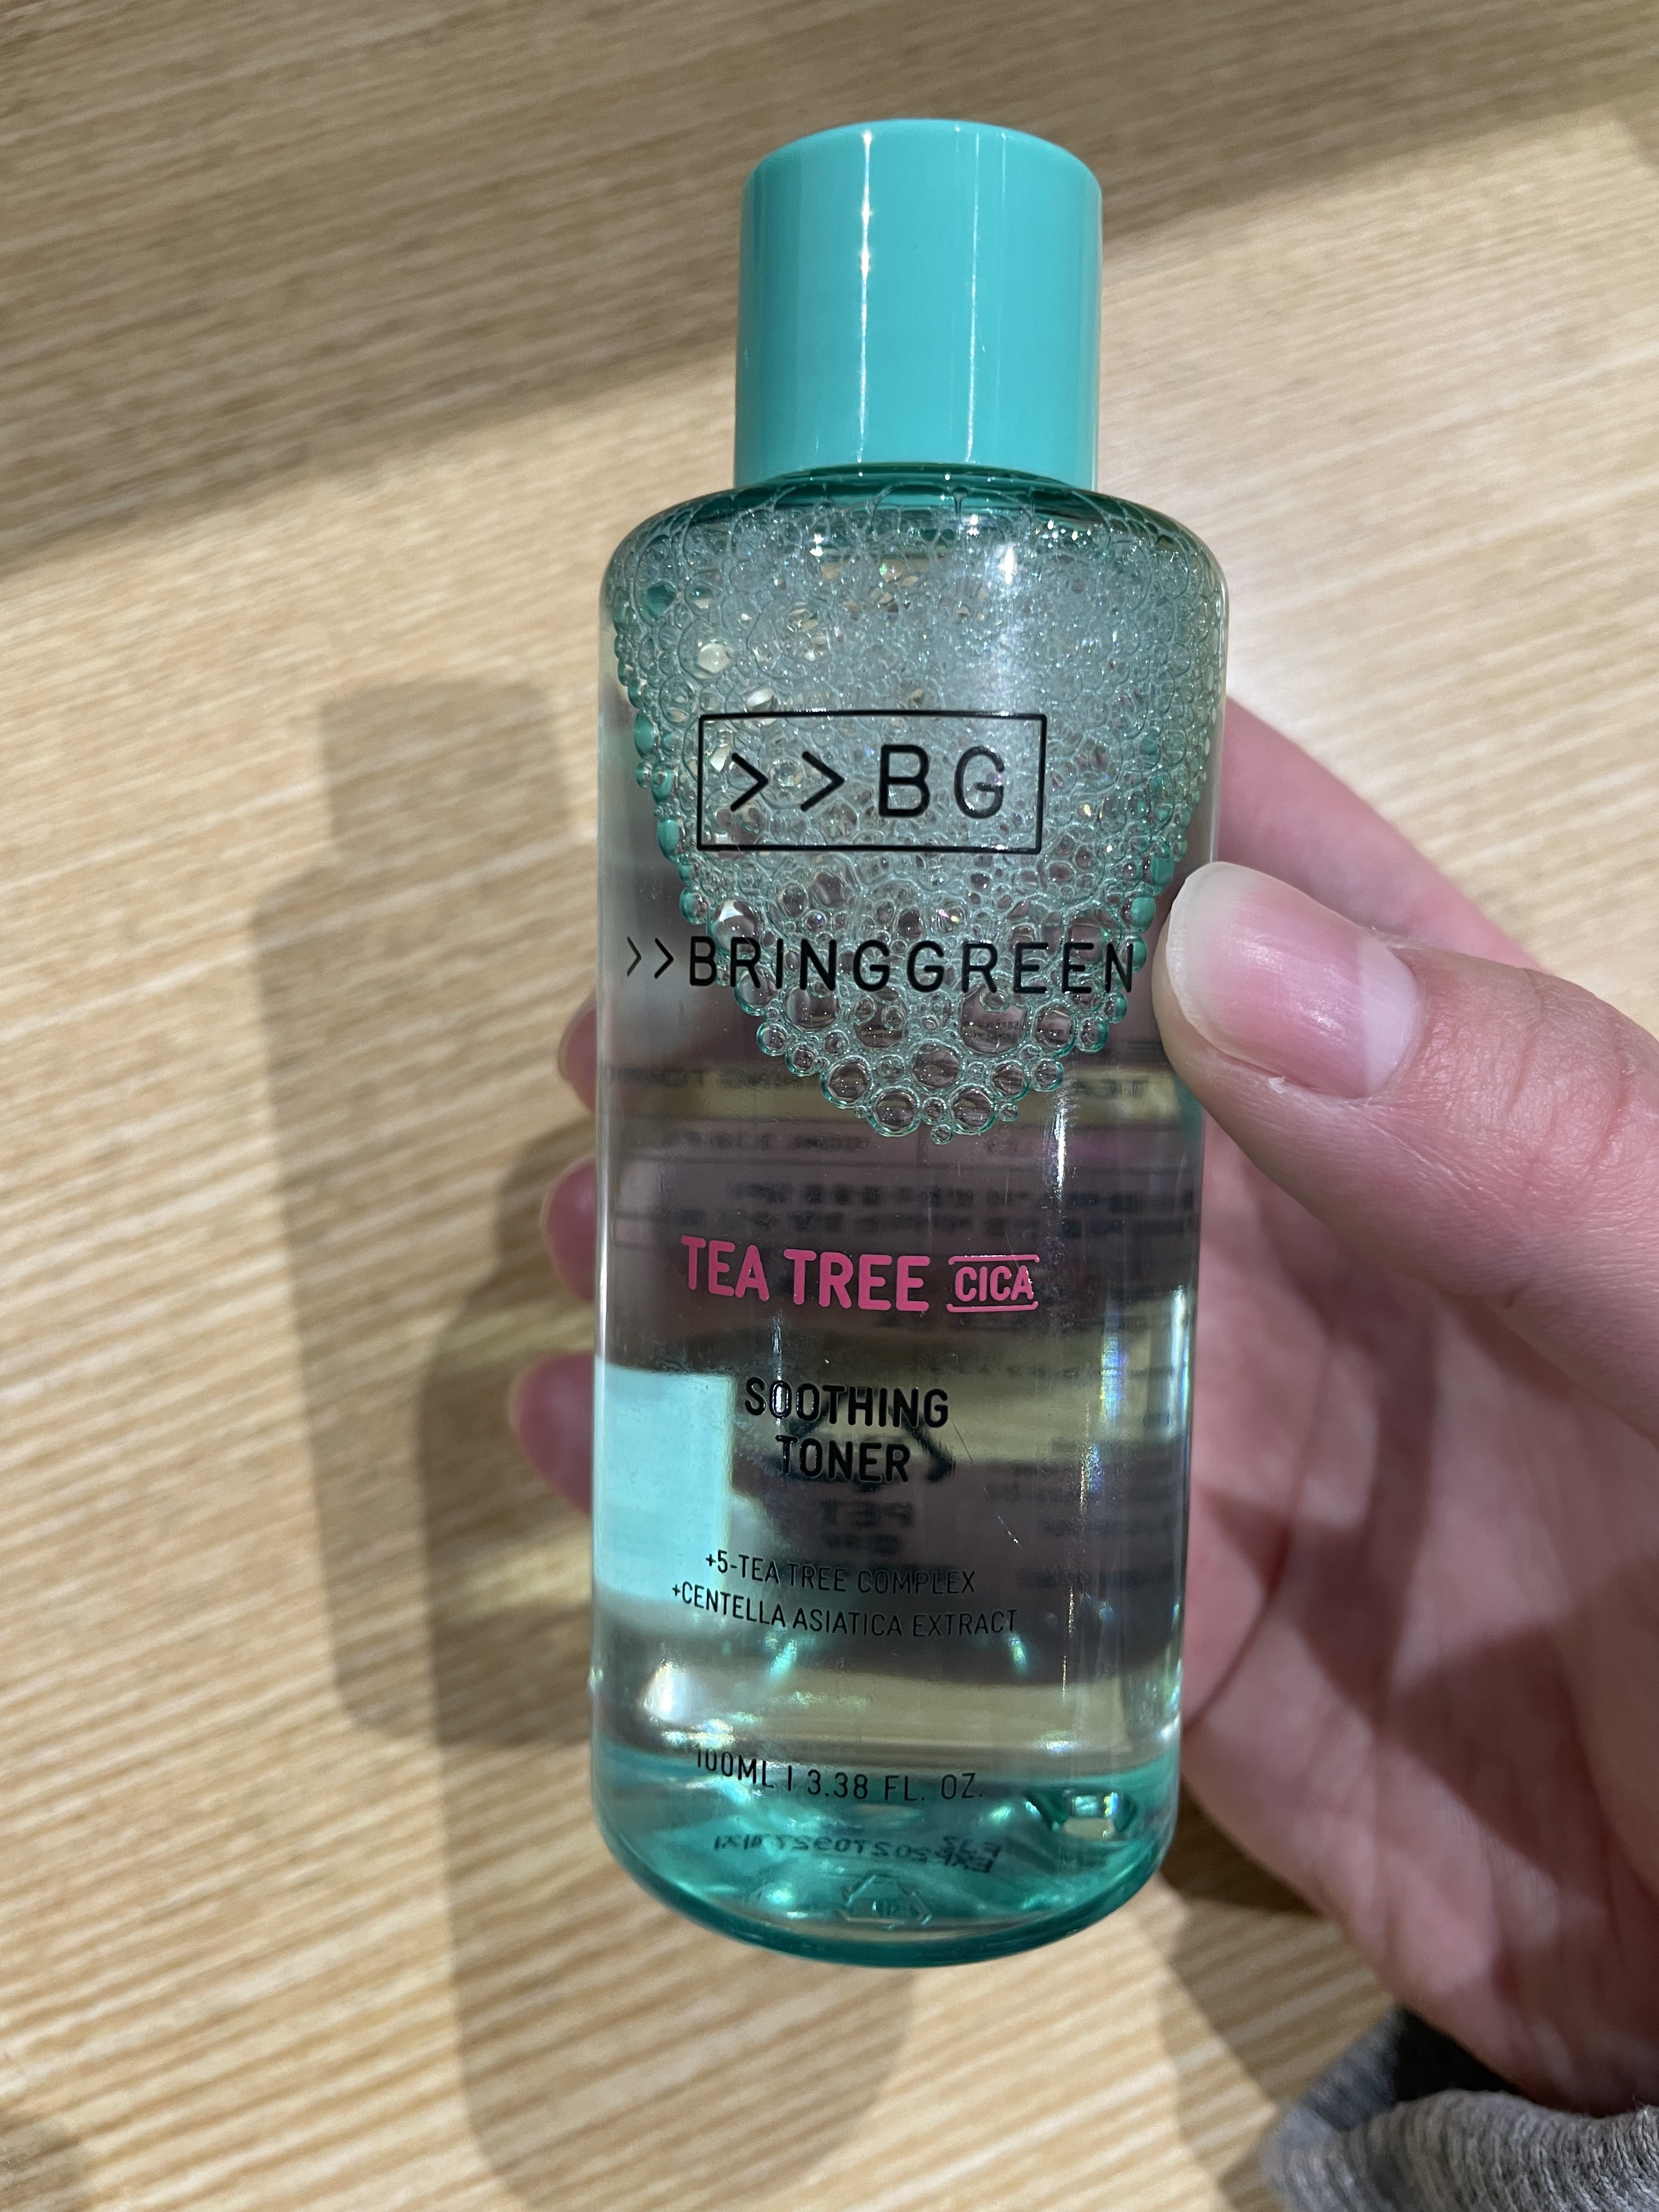 >>BG
>>BRINGGREEN
TEA TREE CICA
SOOTHING
TONER
+5-TEA TREE COMPLEX
+CENTELLA ASIATICA EXTRACT
100ML | 3.38 FL. OZ.